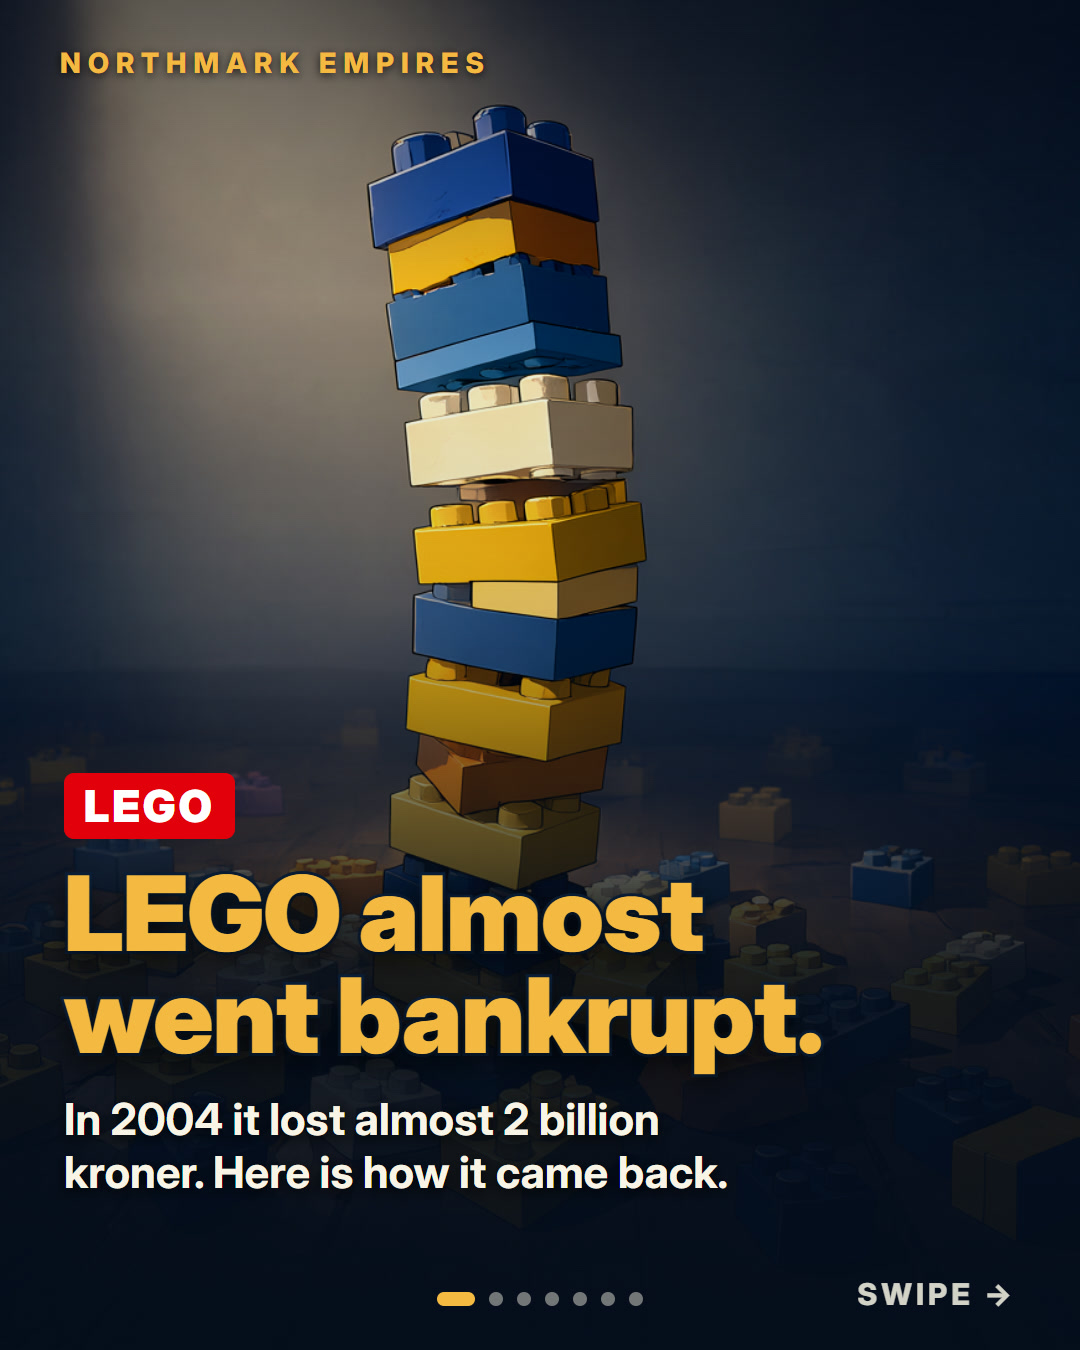 NORTHMARK EMPIRES
LEGO
LEGO almost
went bankrupt.
In 2004 it lost almost 2 billion
kroner. Here is how it came back.
SWIPE →